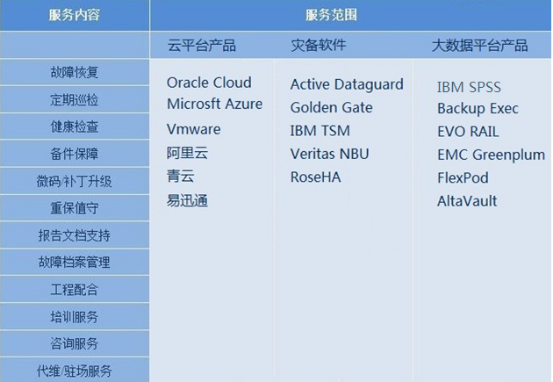 服务内容
服务范围
云平台产品
灾备软件
大数据平台产品
故障恢复
定期巡检
健康检查
备件保障
微码/补丁升级
重保值守
报告文档支持
故障档案管理
工程配合
培训服务
咨询服务
代维/驻场服务
Oracle Cloud
Microsft Azure
Vmware
阿里云
青云
易迅通
Active Dataguard
Golden Gate
IBM TSM
Veritas NBU
RoseHA
IBM SPSS
Backup Exec
EVO RAIL
EMC Greenplum
FlexPod
AltaVault